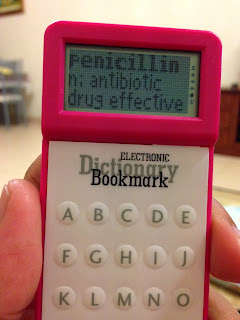 Penicillin
n: antibiotic
drug effective
ELECTRONIC
Dictionary
Bookmark
A B C D E
F G H I J
K L M N O